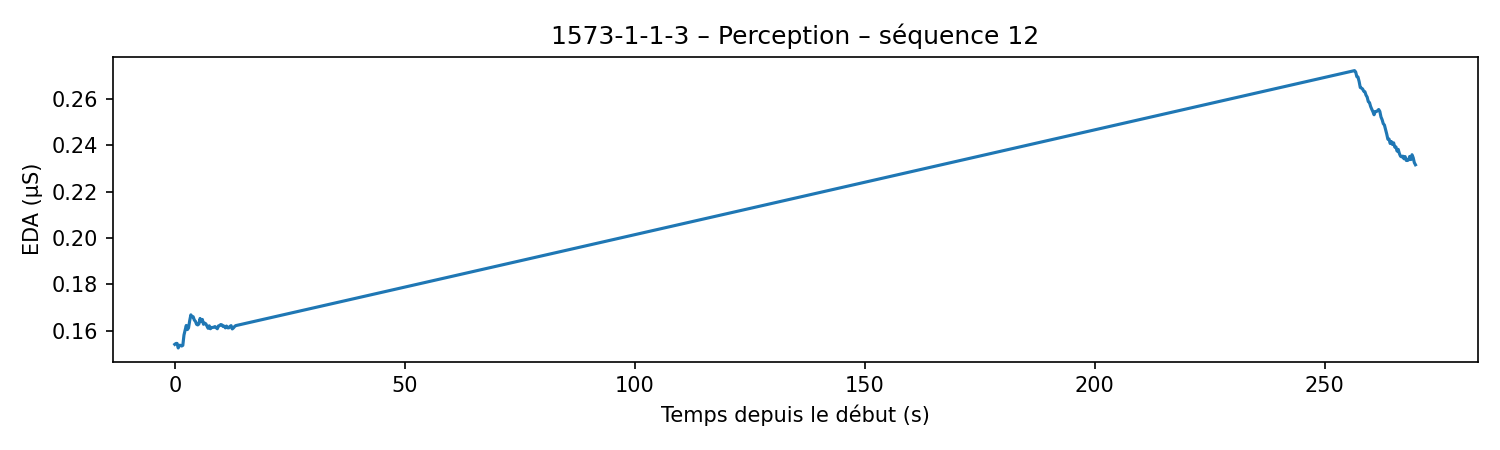 1573-1-1-3 – Perception – séquence 12
EDA (µS)
0.26
0.24
0.22
0.20
0.18
0.16
0 50 100 150 200 250
Temps depuis le début (s)